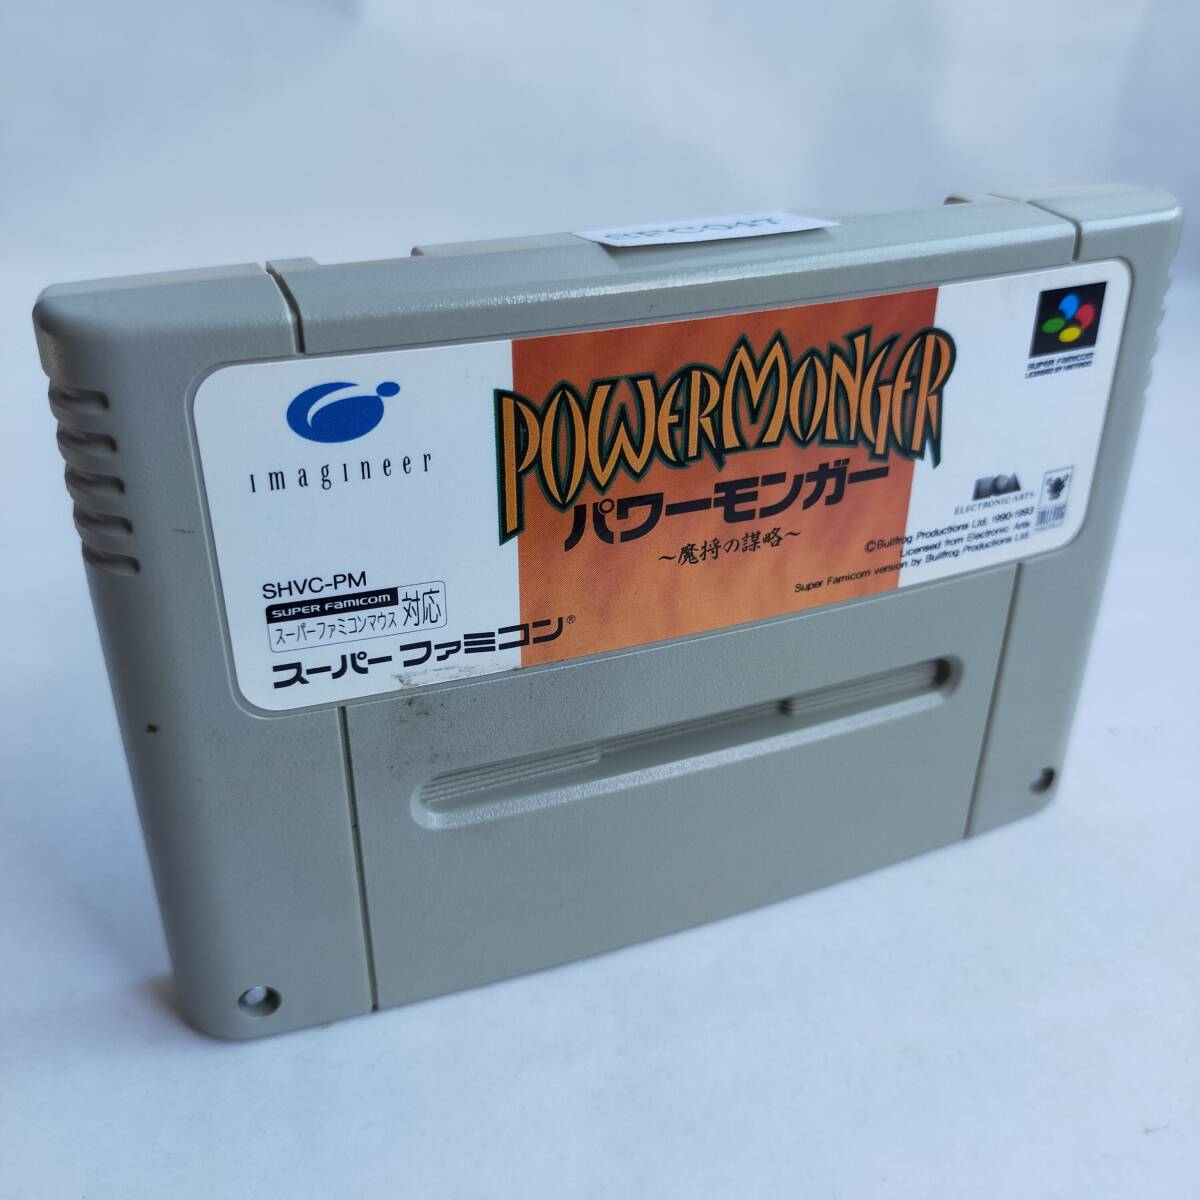 SFC047
imagineer
POWERMONGER
パワーモンガー
～魔将の謀略～
SUPER FAMICOM
LICENSED BY NINTENDO
ELECTRONIC ARTS
BULLFROG
©Bullfrog Productions Ltd. 1990-1993
Licensed from Electronic Arts.
Super Famicom version by Bullfrog Productions Ltd.
SHVC-PM
SUPER FAMICOM
スーパーファミコンマウス 対応
スーパーファミコン®